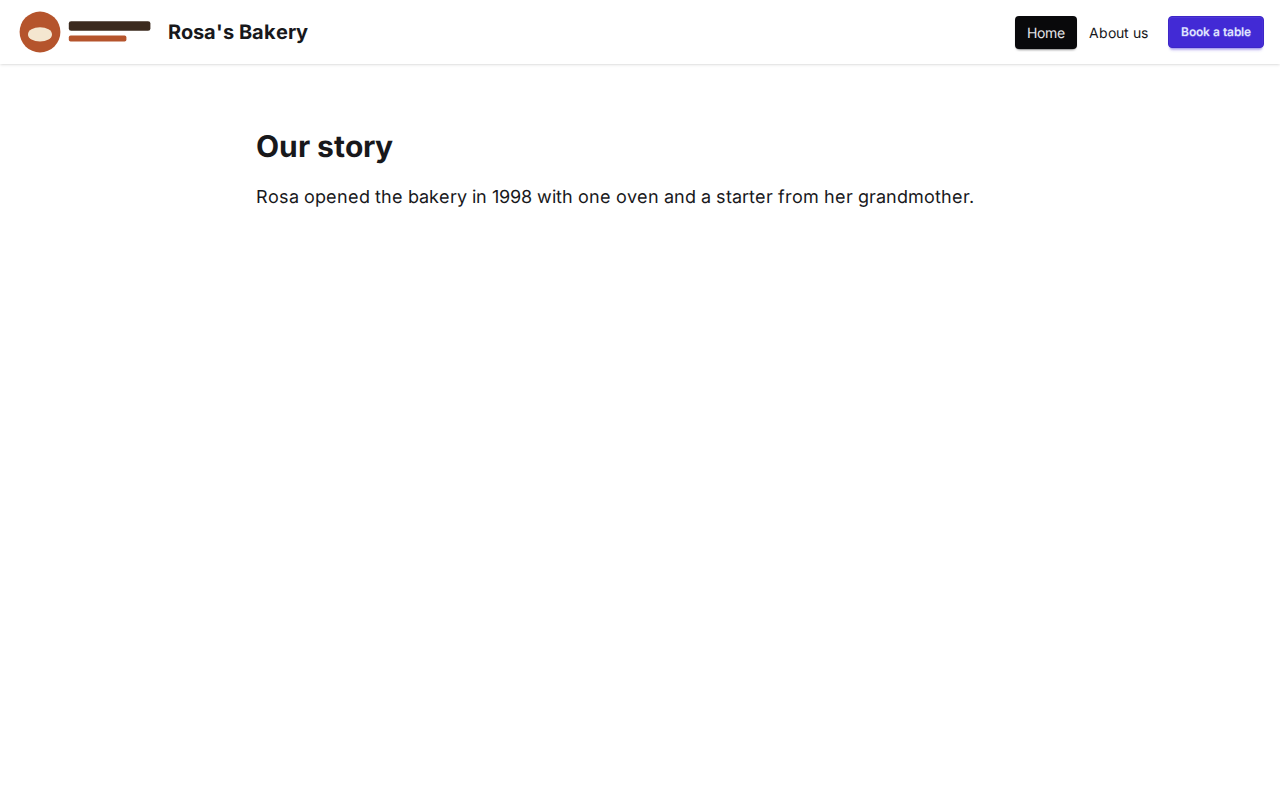 Rosa's Bakery
Home
About us
Book a table
Our story
Rosa opened the bakery in 1998 with one oven and a starter from her grandmother.